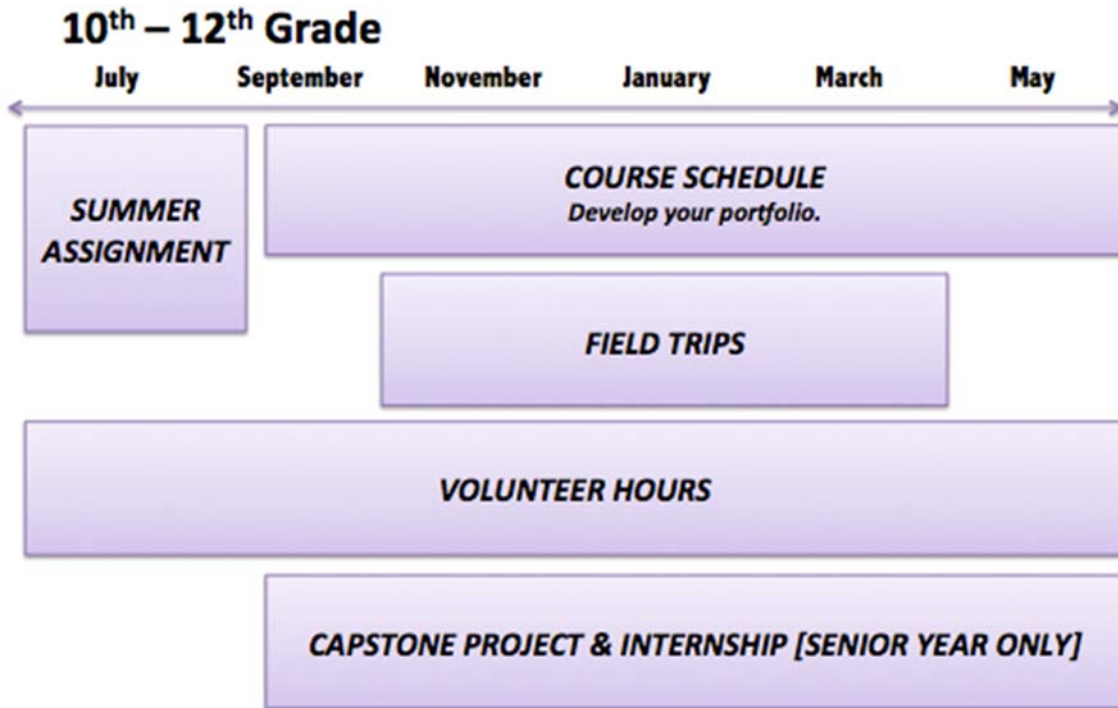 10th – 12th Grade
July September November January March May
SUMMER
ASSIGNMENT
COURSE SCHEDULE
Develop your portfolio.
FIELD TRIPS
VOLUNTEER HOURS
CAPSTONE PROJECT & INTERNSHIP [SENIOR YEAR ONLY]